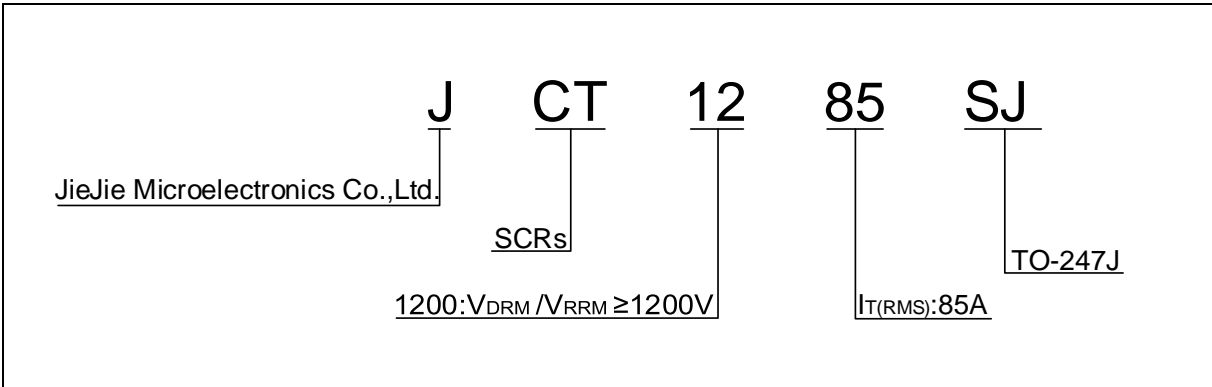 J CT 12 85 SJ
JieJie Microelectronics Co.,Ltd.
SCRs
TO-247J
1200:VDRM /VRRM ≥1200V
IT(RMS):85A